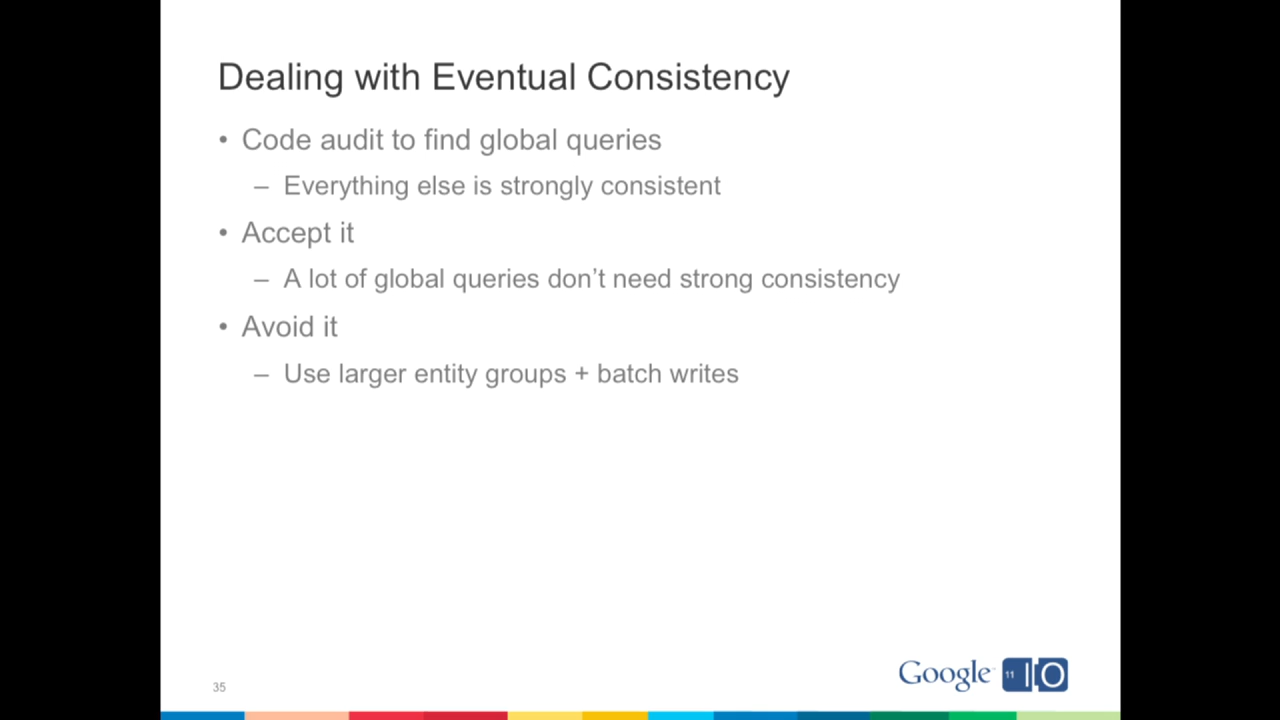 Dealing with Eventual Consistency
• Code audit to find global queries
– Everything else is strongly consistent
• Accept it
– A lot of global queries don’t need strong consistency
• Avoid it
– Use larger entity groups + batch writes
35
Google 11 IO